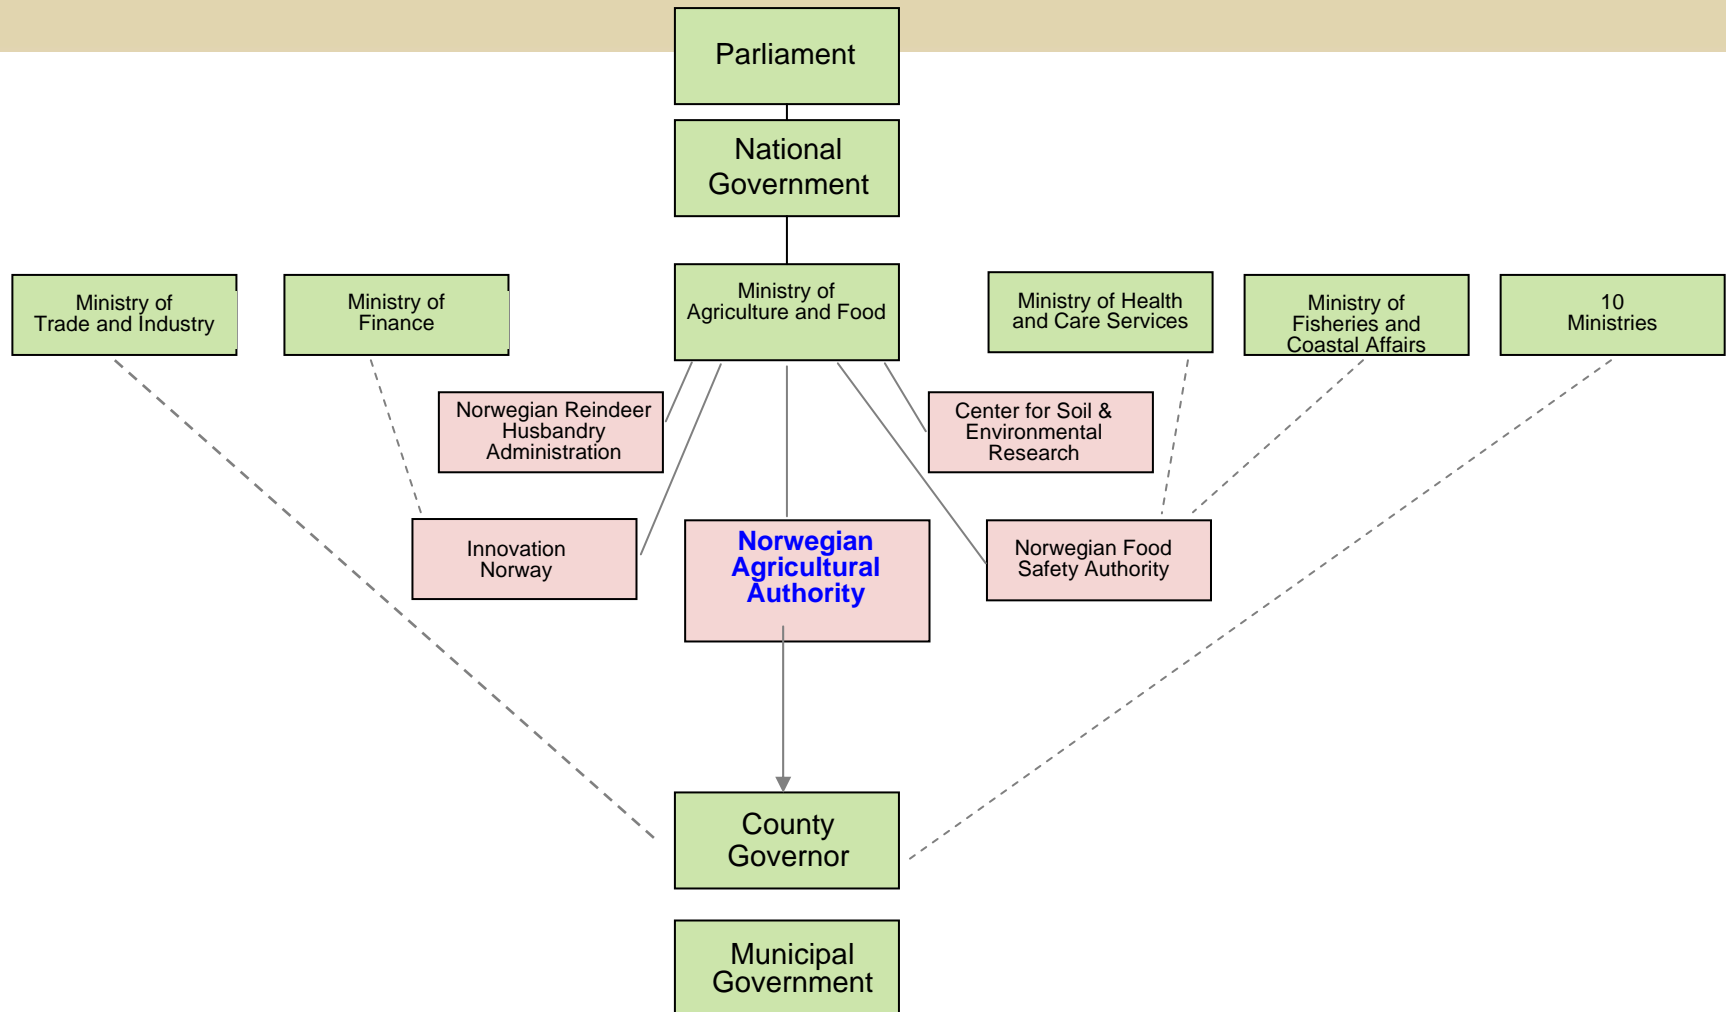 Parliament
National
Government
Ministry of
Trade and Industry
Ministry of
Finance
Ministry of
Agriculture and Food
Ministry of Health
and Care Services
Ministry of
Fisheries and
Coastal Affairs
10
Ministries
Norwegian Reindeer
Husbandry
Administration
Center for Soil &
Environmental
Research
Innovation
Norway
Norwegian
Agricultural
Authority
Norwegian Food
Safety Authority
County
Governor
Municipal
Government